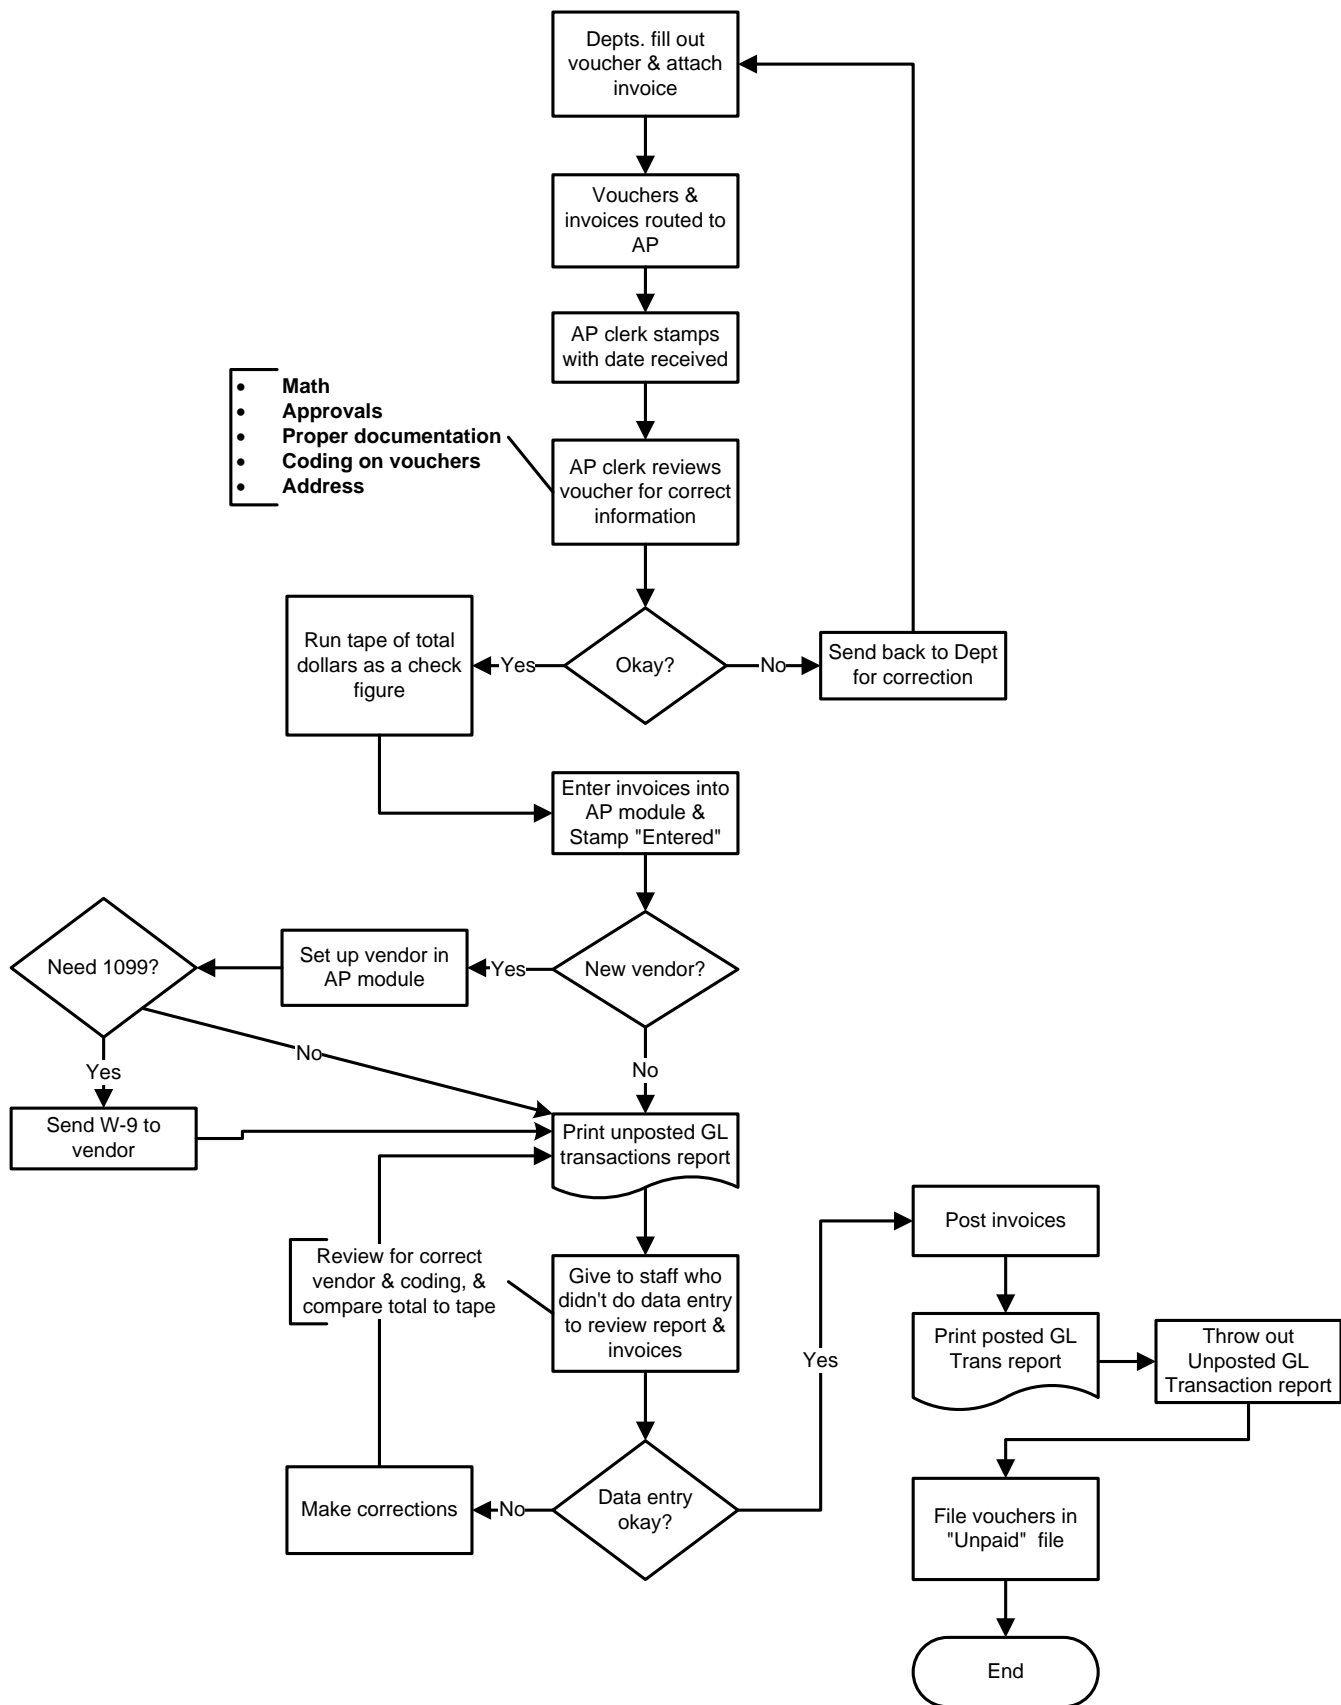 Depts. fill out
voucher & attach
invoice
Vouchers &
invoices routed to
AP
AP clerk stamps
with date received
• Math
• Approvals
• Proper documentation
• Coding on vouchers
• Address
AP clerk reviews
voucher for correct
information
Run tape of total
dollars as a check
figure
Yes
Okay?
No
Send back to Dept
for correction
Enter invoices into
AP module &
Stamp "Entered"
Need 1099?
Set up vendor in
AP module
Yes
New vendor?
No
Yes
No
Send W-9 to
vendor
Print unposted GL
transactions report
Review for correct
vendor & coding, &
compare total to tape
Give to staff who
didn't do data entry
to review report &
invoices
Post invoices
Print posted GL
Trans report
Throw out
Unposted GL
Transaction report
Yes
Make corrections
No
Data entry
okay?
File vouchers in
"Unpaid" file
End